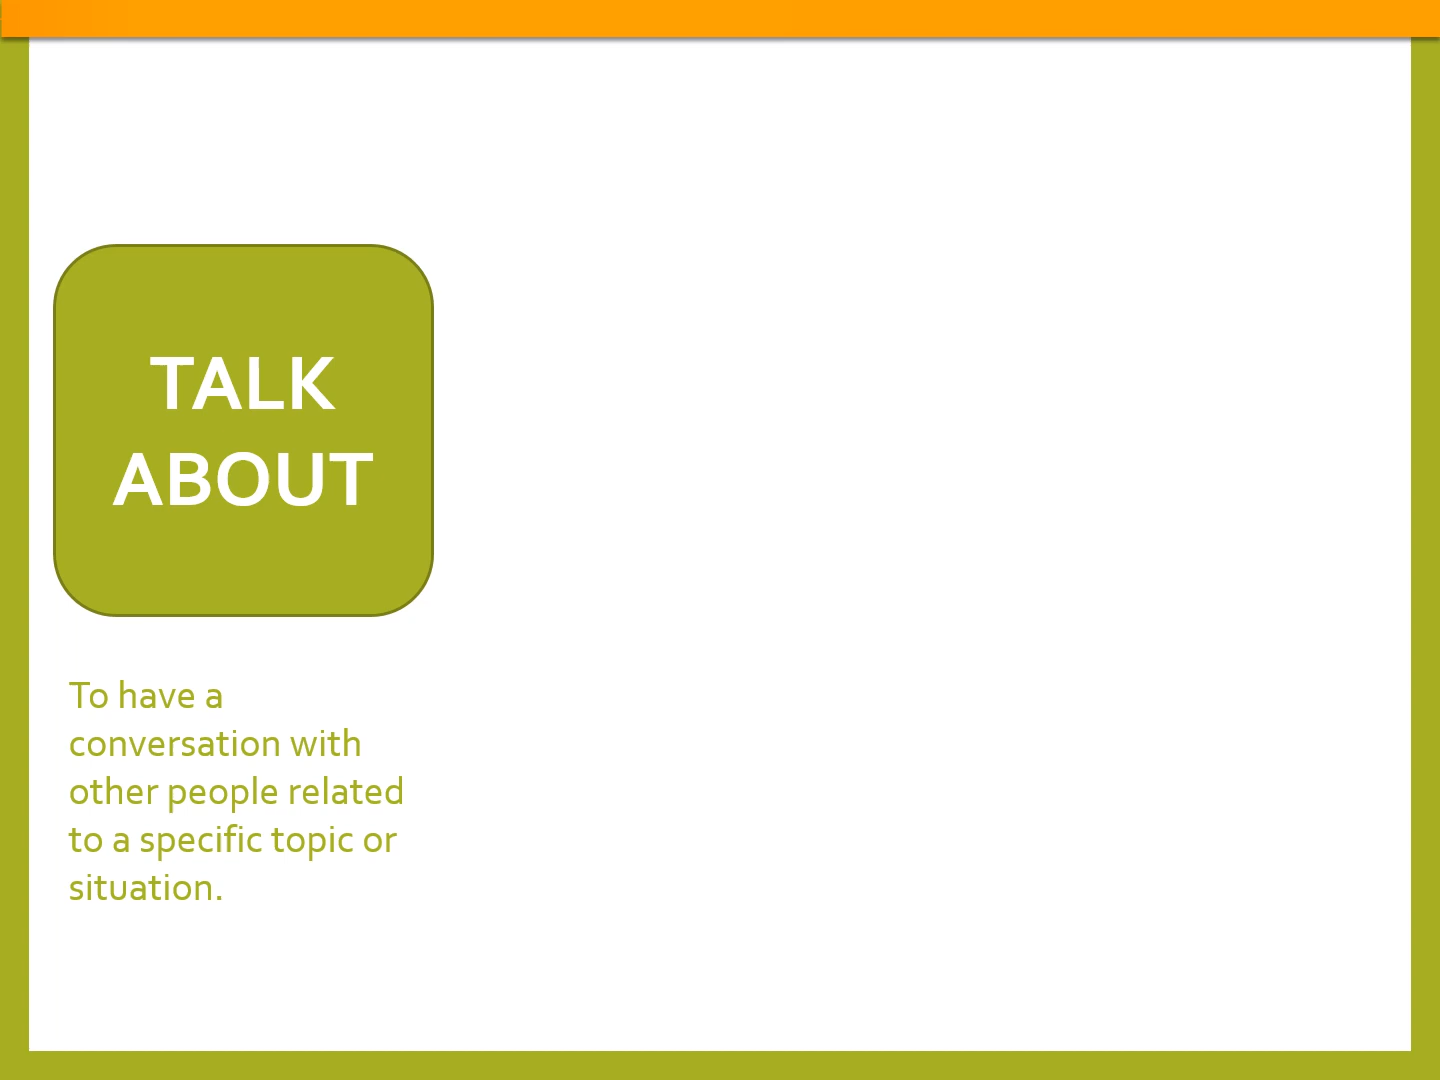 TALK
ABOUT
To have a
conversation with
other people related
to a specific topic or
situation.